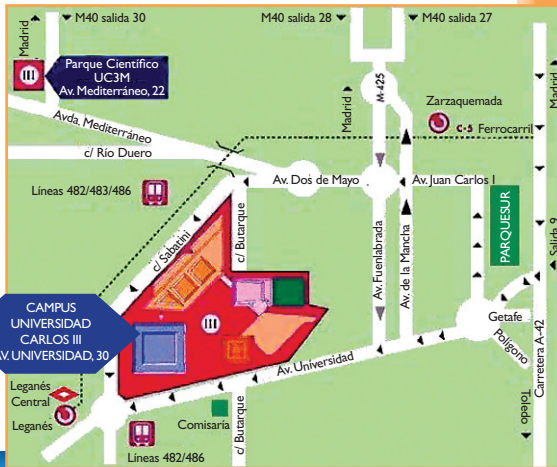 M40 salida 30
M40 salida 28
M40 salida 27
Madrid
III
Parque Científico
UC3M
Av. Mediterráneo, 22
Madrid
M-425
Zarzaquemada
C-5 Ferrocarril
Madrid
Avda. Mediterráneo
c/ Río Duero
Líneas 482/483/486
Av. Dos de Mayo
Av. Juan Carlos I
PARQUESUR
Salida 9
c/ Sabatini
c/ Butarque
Av. Fuenlabrada
Av. de la Mancha
CAMPUS
UNIVERSIDAD
CARLOS III
AV. UNIVERSIDAD, 30
III
Getafe
Polígono
Carretera A-42
Av. Universidad
Leganés
Central
Leganés
Comisaría
c/ Butarque
Toledo
Líneas 482/486